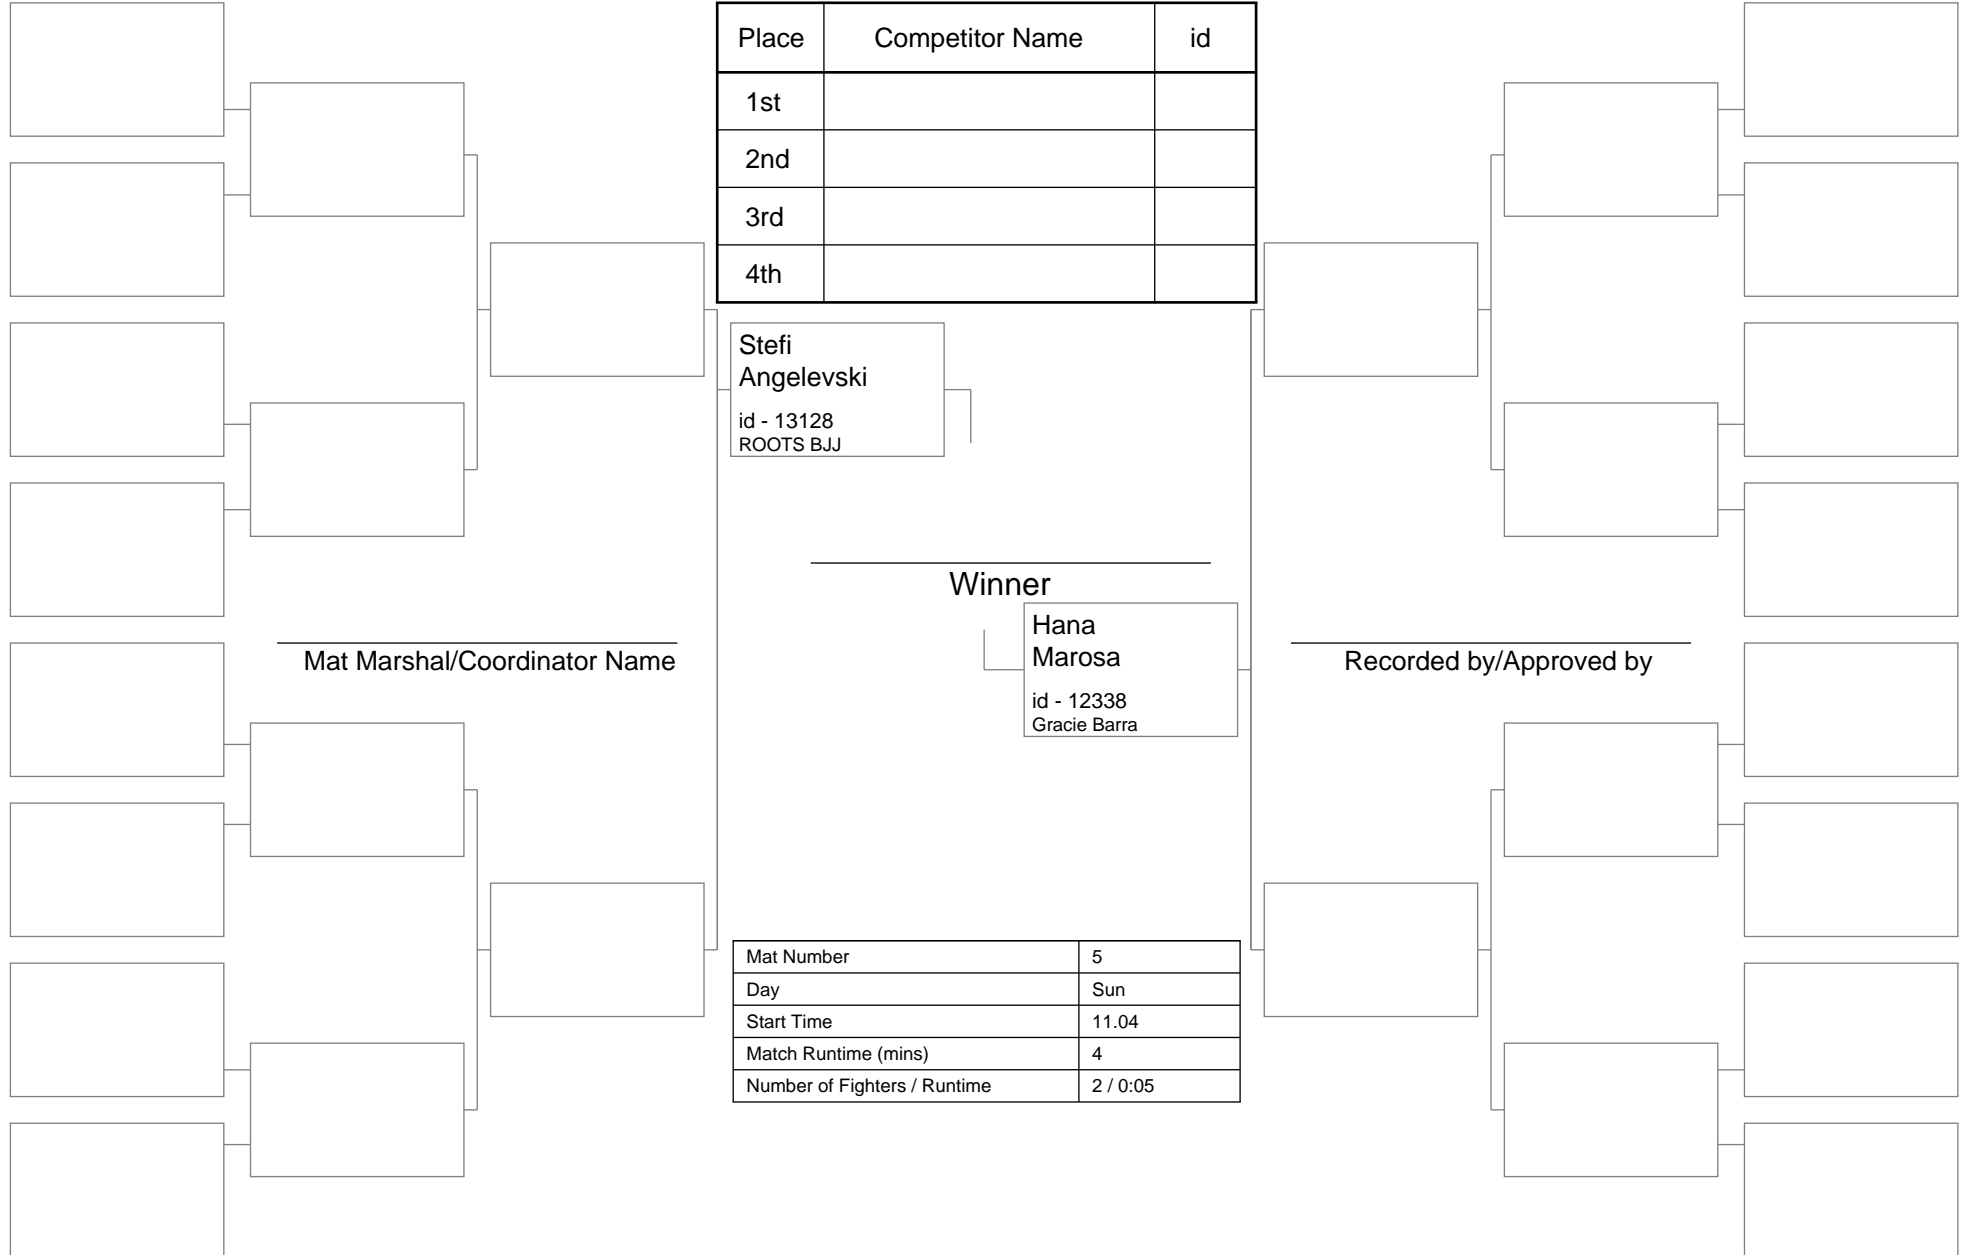 Place Competitor Name id
1st
2nd
3rd
4th
Stefi
Angelevski
id - 13128
ROOTS BJJ
Winner
Hana
Marosa
id - 12338
Gracie Barra
Mat Marshal/Coordinator Name
Recorded by/Approved by
Mat Number 5
Day Sun
Start Time 11.04
Match Runtime (mins) 4
Number of Fighters / Runtime 2 / 0:05